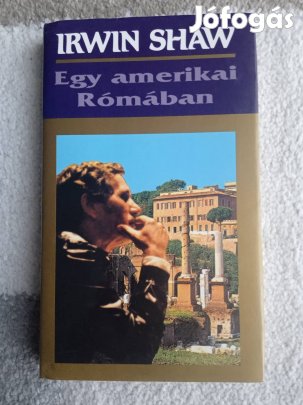 Jófogás
IRWIN SHAW
Egy amerikai
Rómában